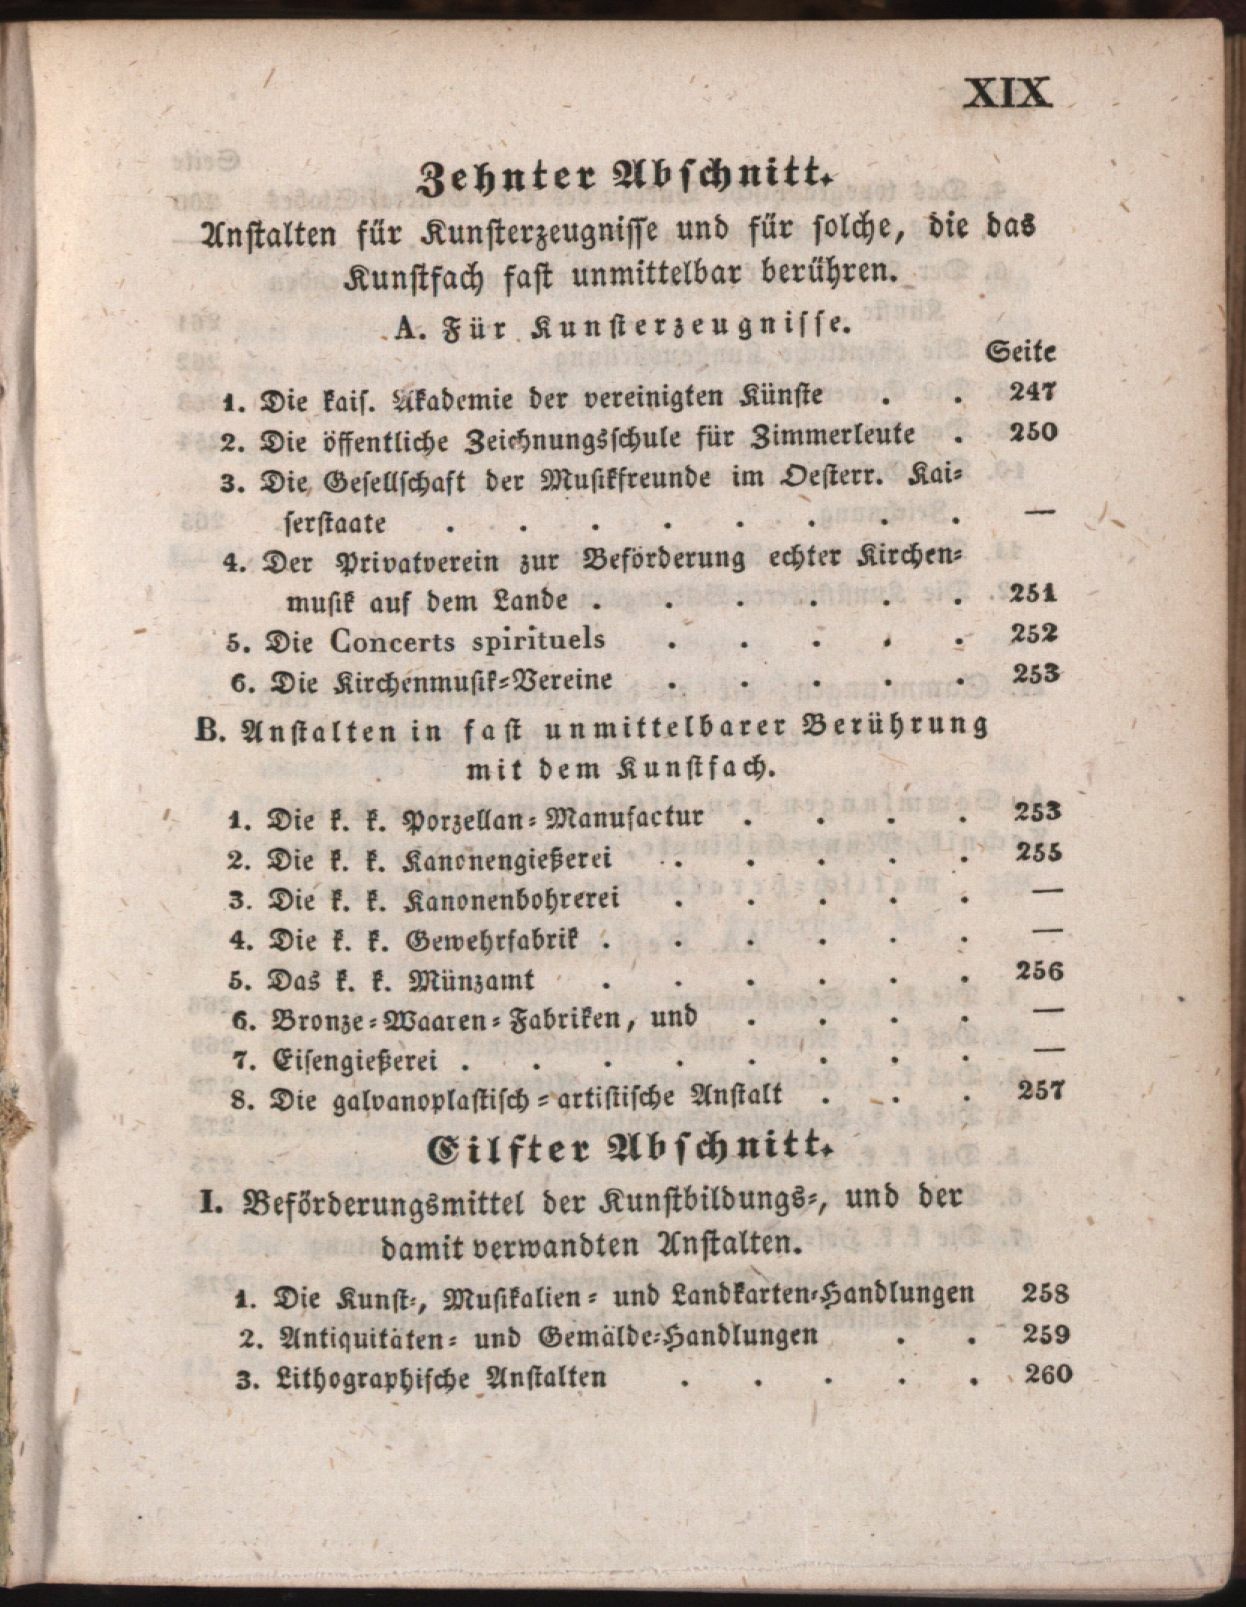 XIX
Zehnter Abschnitt.
Anstalten für Kunsterzeugnisse und für solche, die das
Kunstfach fast unmittelbar berühren.
A. Für Kunsterzeugnisse.
Seite
1. Die kais. Akademie der vereinigten Künste . . 247
2. Die öffentliche Zeichnungsschule für Zimmerleute . 250
3. Die Gesellschaft der Musikfreunde im Oesterr. Kai-
serstaate . . . . . . . . —
4. Der Privatverein zur Beförderung echter Kirchen-
musik auf dem Lande . . . . . . 251
5. Die Concerts spirituels . . . . . 252
6. Die Kirchenmusik-Vereine . . . . . 253
B. Anstalten in fast unmittelbarer Berührung
mit dem Kunstfach.
1. Die k. k. Porzellan-Manufactur . . . . 253
2. Die k. k. Kanonengießerei . . . . . 255
3. Die k. k. Kanonenbohrerei . . . . . —
4. Die k. k. Gewehrfabrik . . . . . . —
5. Das k. k. Münzamt . . . . . . 256
6. Bronze-Waaren-Fabriken, und . . . . —
7. Eisengießerei . . . . . . . . —
8. Die galvanoplastisch-artistische Anstalt . . . 257
Eilfter Abschnitt.
I. Beförderungsmittel der Kunstbildungs-, und der
damit verwandten Anstalten.
1. Die Kunst-, Musikalien- und Landkarten-Handlungen 258
2. Antiquitäten- und Gemälde-Handlungen . . 259
3. Lithographische Anstalten . . . . . 260